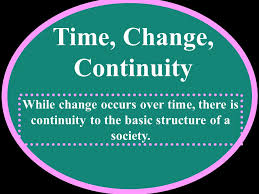 Time, Change,
Continuity
While change occurs over time, there is
continuity to the basic structure of a
society.